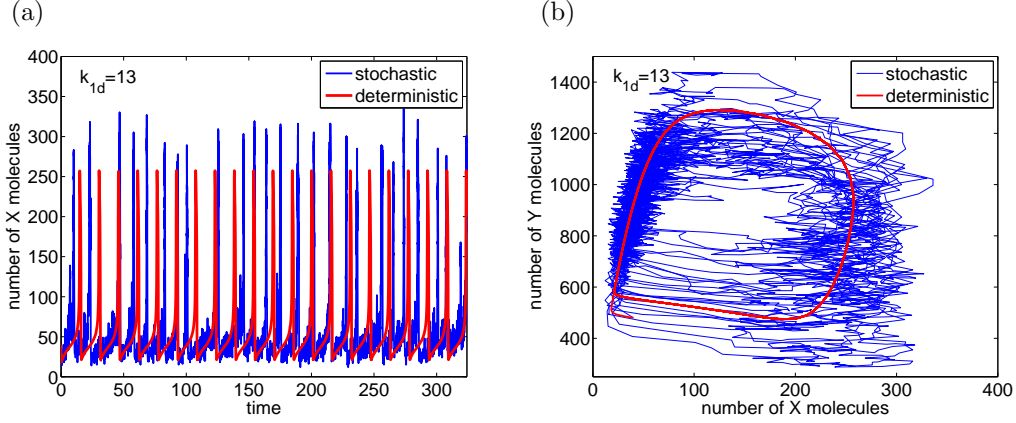 (a)
400
350
300
250
200
150
100
50
0
number of X molecules
k1d=13
stochastic
deterministic
0 50 100 150 200 250 300
time
(b)
1400
1200
1000
800
600
400
number of Y molecules
k1d=13
stochastic
deterministic
0 100 200 300 400
number of X molecules